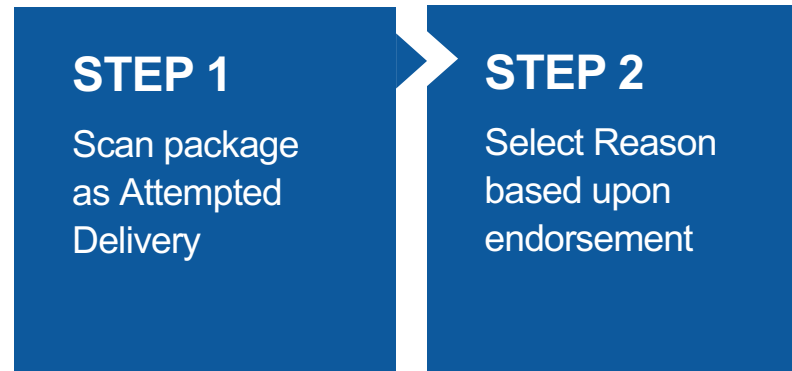 STEP 1
Scan package
as Attempted
Delivery
STEP 2
Select Reason
based upon
endorsement